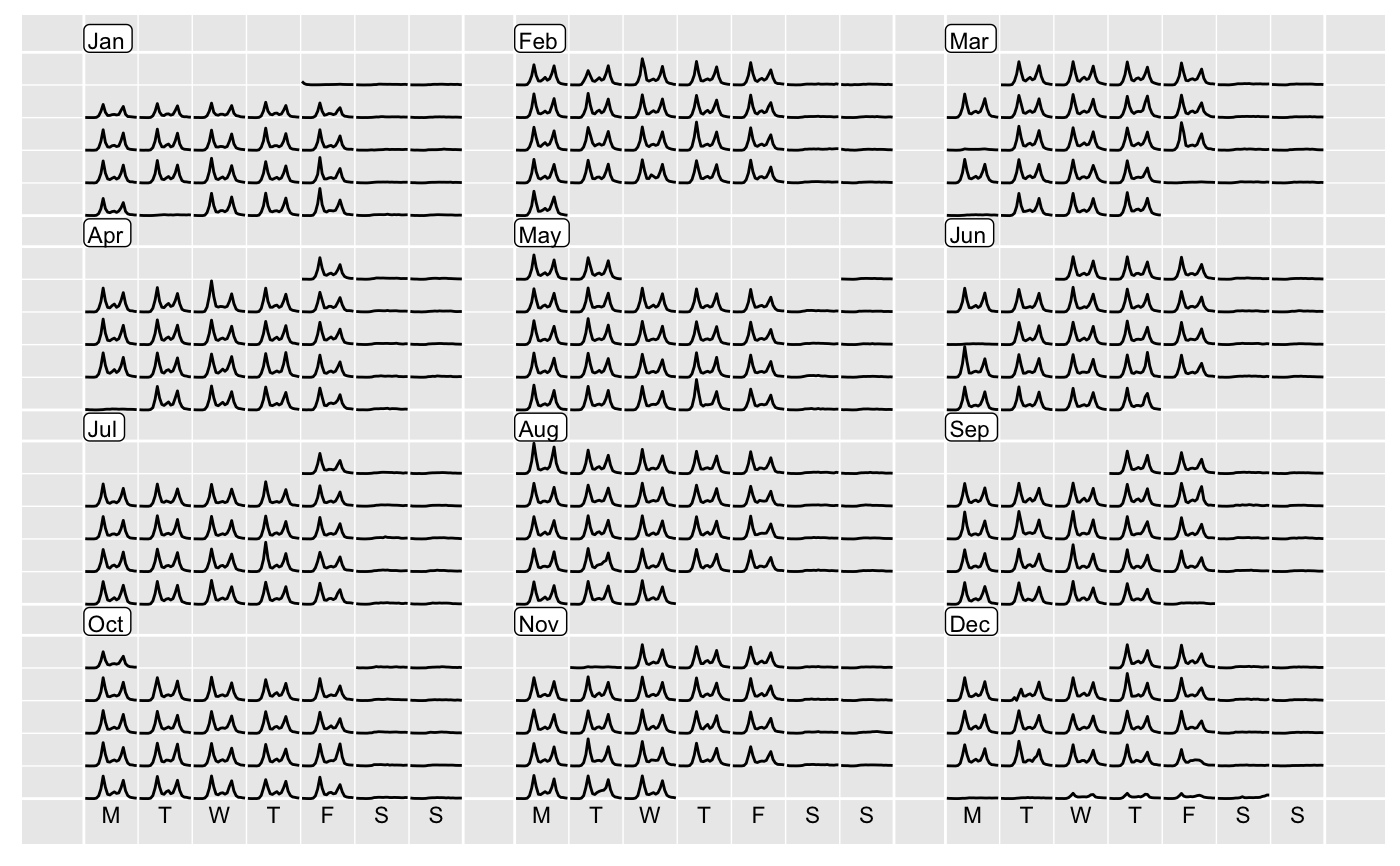 Jan Feb Mar
Apr May Jun
Jul Aug Sep
Oct Nov Dec
M T W T F S S M T W T F S S M T W T F S S